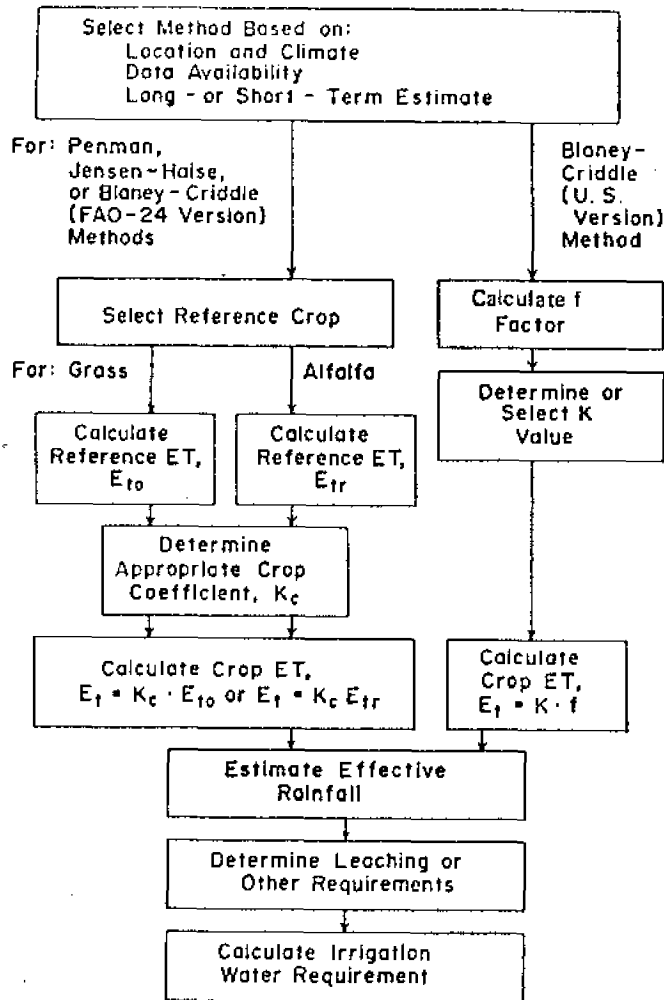 Select Method Based on:
Location and Climate
Data Availability
Long - or Short - Term Estimate
For: Penman,
Jensen-Haise,
or Blaney-Criddle
(FAO-24 Version)
Methods
Blaney-
Criddle
(U. S.
Version)
Method
Select Reference Crop
Calculate f
Factor
For: Grass
Alfalfa
Determine or
Select K
Value
Calculate
Reference ET,
Eto
Calculate
Reference ET,
Etr
Determine
Appropriate Crop
Coefficient, Kc
Calculate Crop ET,
Et = Kc · Eto or Et = Kc Etr
Calculate
Crop ET,
Et = K · f
Estimate Effective
Rainfall
Determine Leaching or
Other Requirements
Calculate Irrigation
Water Requirement